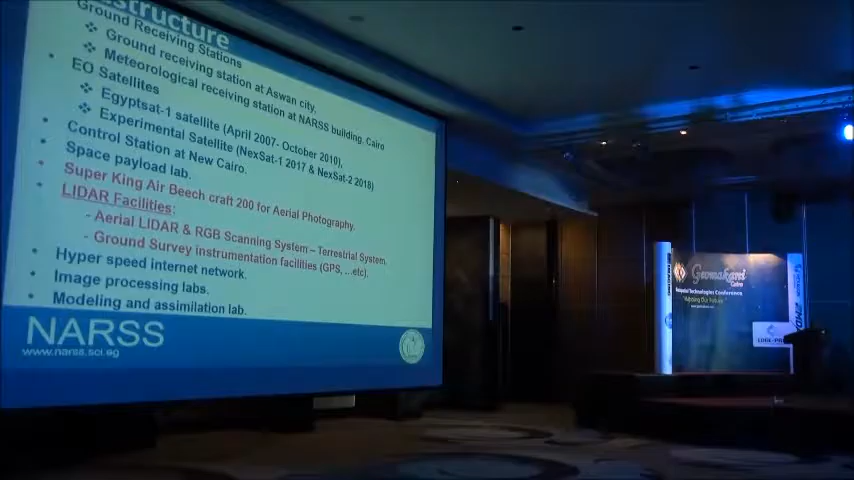 structure
Ground Receiving Stations
Ground receiving station at Aswan city,
Meteorological receiving station at NARSS building, Cairo
EO Satellites
Egyptsat-1 satellite (April 2007- October 2010),
Experimental Satellite (NexSat-1 2017 & NexSat-2 2018)
Control Station at New Cairo.
Space payload lab.
Super King Air Beech craft 200 for Aerial Photography.
LIDAR Facilities:
- Aerial LIDAR & RGB Scanning System – Terrestrial System.
- Ground Survey instrumentation facilities (GPS, ...etc).
Hyper speed internet network.
Image processing labs.
Modeling and assimilation lab.
NARSS
www.narss.sci.eg
Geomakani
Geospatial Technologies Conference